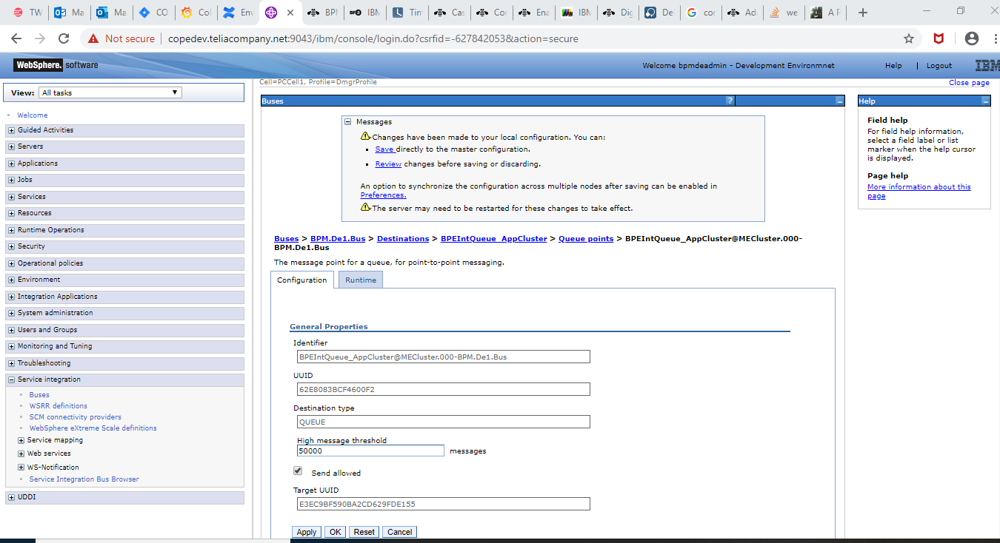 TW
Ma
Ma
CO
Col
Env
BPM
IBM
Tim
Cas
Cor
Ena
IBM
Dig
De
cor
Ad
we
A P
Not secure
copedev.teliacompany.net:9043/ibm/console/login.do?csrfid=-627842053&action=secure
WebSphere. software
Welcome bpmdeadmin - Development Environmnet
Help | Logout
IBM
View: All tasks
Welcome
Guided Activities
Servers
Applications
Jobs
Services
Resources
Runtime Operations
Security
Operational policies
Environment
Integration Applications
System administration
Users and Groups
Monitoring and Tuning
Troubleshooting
Service integration
Buses
WSRR definitions
SCM connectivity providers
WebSphere eXtreme Scale definitions
Service mapping
Web services
WS-Notification
Service Integration Bus Browser
UDDI
Cell=PCCell1, Profile=DmgrProfile
Close page
Buses
?
Messages
Changes have been made to your local configuration. You can:
Save directly to the master configuration.
Review changes before saving or discarding.
An option to synchronize the configuration across multiple nodes after saving can be enabled in
Preferences.
The server may need to be restarted for these changes to take effect.
Buses > BPM.De1.Bus > Destinations > BPEIntQueue_AppCluster > Queue points > BPEIntQueue_AppCluster@MECluster.000-
BPM.De1.Bus
The message point for a queue, for point-to-point messaging.
Configuration
Runtime
General Properties
Identifier
BPEIntQueue_AppCluster@MECluster.000-BPM.De1.Bus
UUID
62E8083BCF4600F2
Destination type
QUEUE
High message threshold
50000 messages
Send allowed
Target UUID
E3EC9BF590BA2CD629FDE155
Apply
OK
Reset
Cancel
Help
Field help
For field help information,
select a field label or list
marker when the help cursor
is displayed.
Page help
More information about this
page